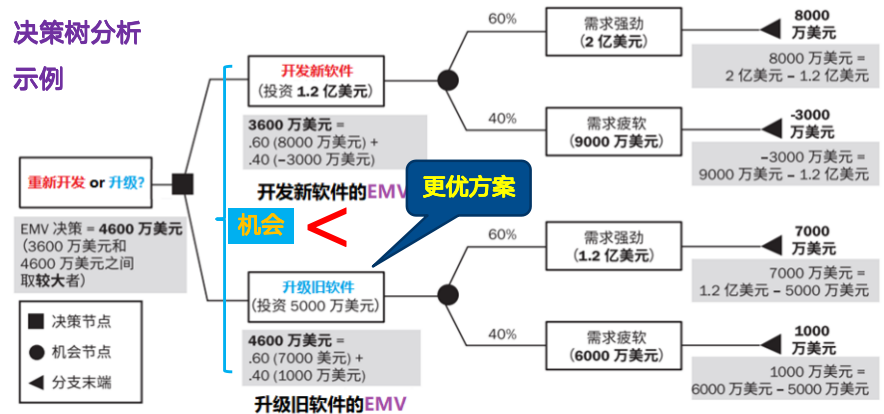 决策树分析
示例
重新开发 or 升级?
EMV 决策 = 4600 万美元
(3600 万美元和
4600 万美元之间
取较大者)
决策节点
机会节点
分支末端
开发新软件
(投资 1.2 亿美元)
3600 万美元 =
.60 (8000 万美元) +
.40 (–3000 万美元)
开发新软件的EMV
机会
<
更优方案
升级旧软件
(投资 5000 万美元)
4600 万美元 =
.60 (7000 美元) +
.40 (1000 万美元)
升级旧软件的EMV
60%
需求强劲
(2 亿美元)
8000
万美元
8000 万美元 =
2 亿美元 – 1.2 亿美元
40%
需求疲软
(9000 万美元)
-3000
万美元
–3000 万美元 =
9000 万美元 – 1.2 亿美元
60%
需求强劲
(1.2 亿美元)
7000
万美元
7000 万美元 =
1.2 亿美元 – 5000 万美元
40%
需求疲软
(6000 万美元)
1000
万美元
1000 万美元 =
6000 万美元 – 5000 万美元